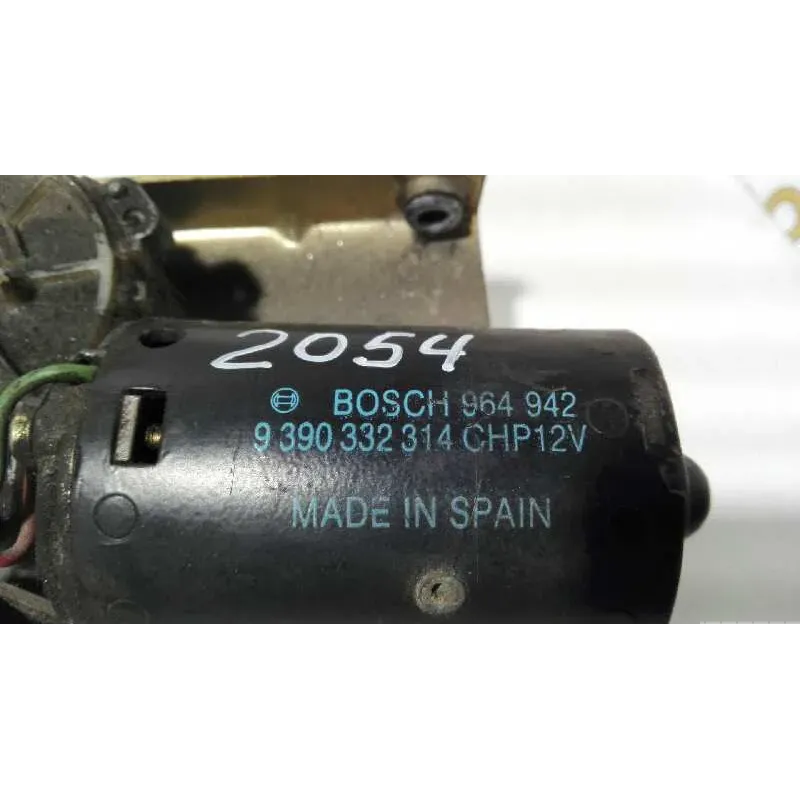 2054
BOSCH 964 942
9 390 332 314 CHP12V
MADE IN SPAIN